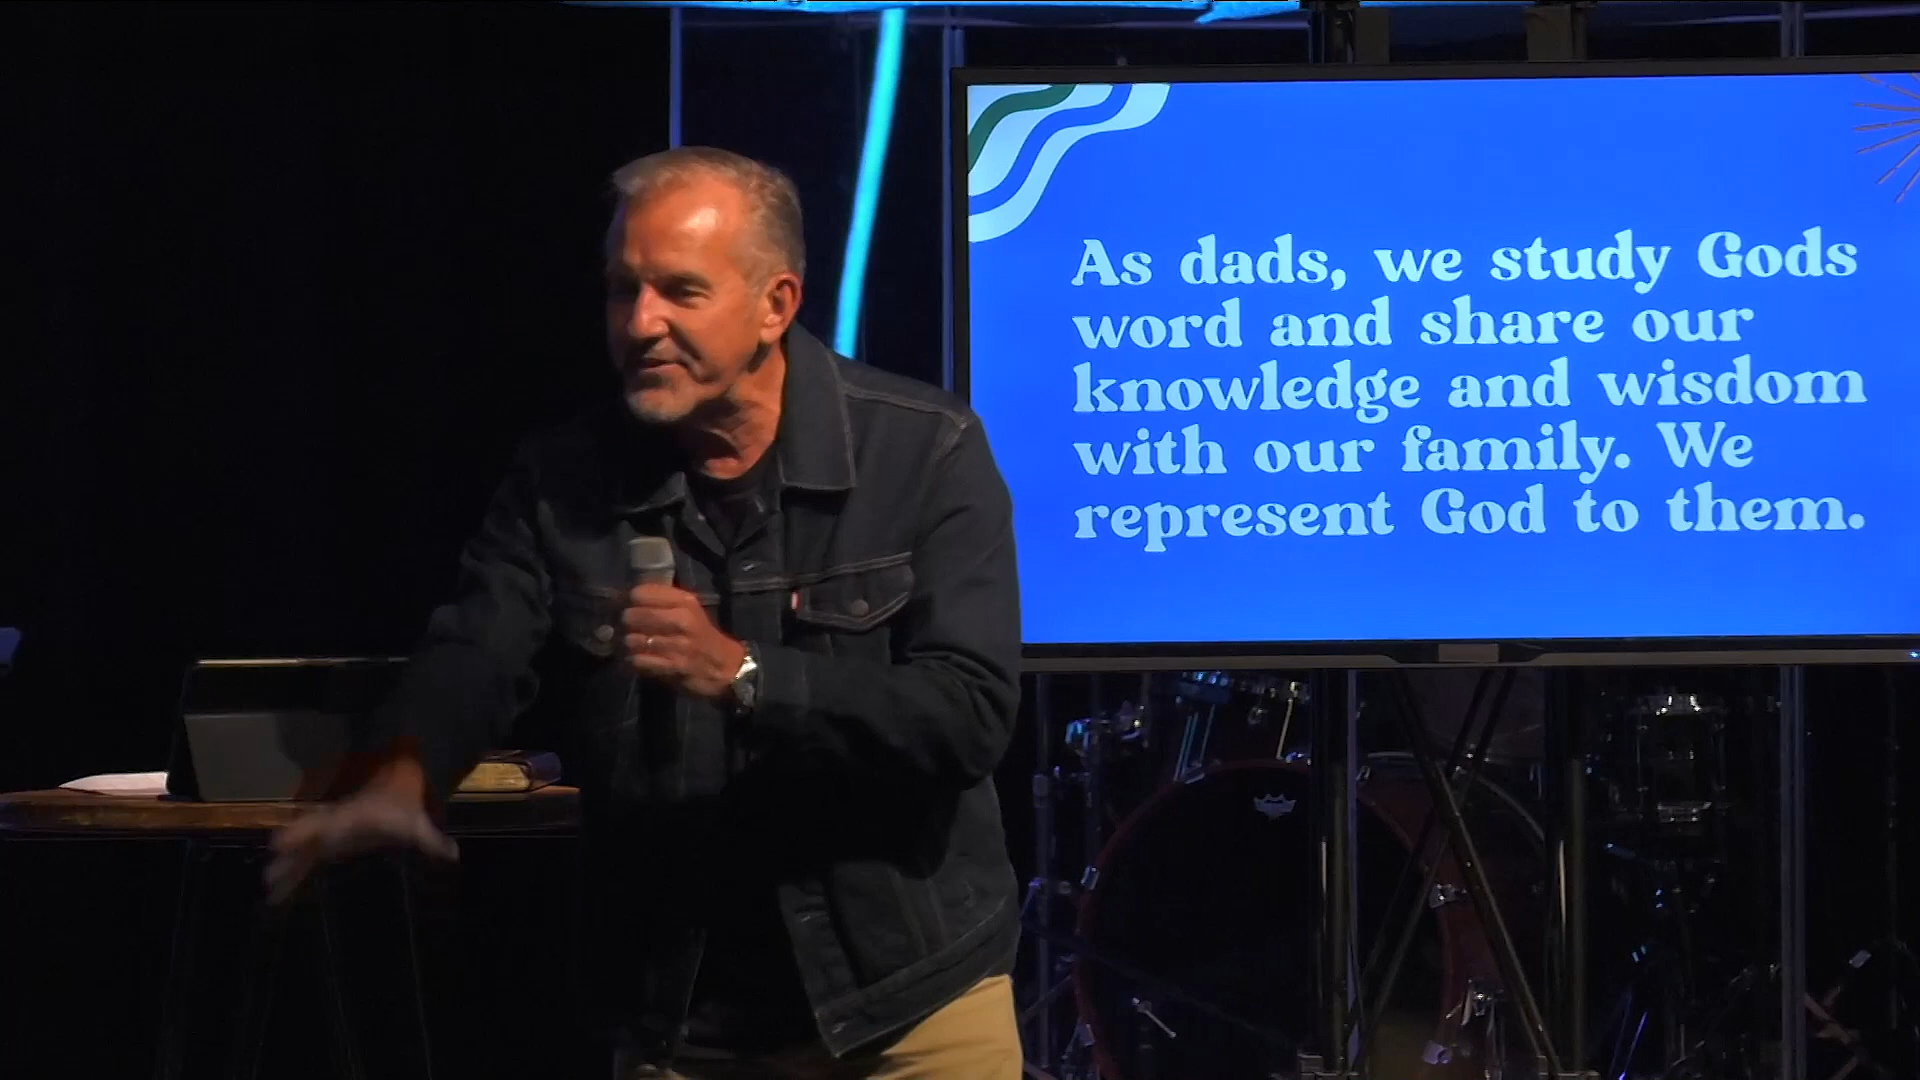 As dads, we study Gods
word and share our
knowledge and wisdom
with our family. We
represent God to them.